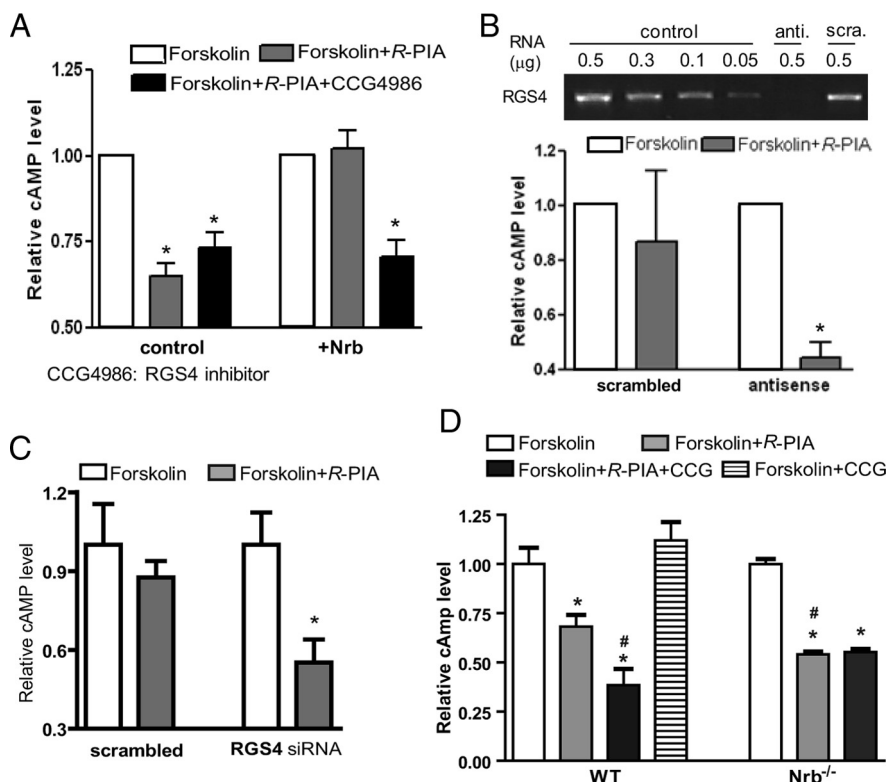 A
Forskolin
Forskolin+R-PIA
Forskolin+R-PIA+CCG4986
Relative cAMP level
1.25
1.00
0.75
0.50
*
*
*
control
+Nrb
CCG4986: RGS4 inhibitor
B
RNA
(μg)
control
anti.
scra.
0.5 0.3 0.1 0.05 0.5 0.5
RGS4
Forskolin
Forskolin+R-PIA
Relative cAMP level
1.2
1.0
0.8
0.6
0.4
*
scrambled
antisense
C
Forskolin
Forskolin+R-PIA
Relative cAMP level
1.2
0.9
0.6
0.3
*
scrambled
RGS4 siRNA
D
Forskolin
Forskolin+R-PIA
Forskolin+R-PIA+CCG
Forskolin+CCG
Relative cAmp level
1.25
1.00
0.75
0.50
0.25
0.00
*
#
*
#
*
*
WT
Nrb-/-